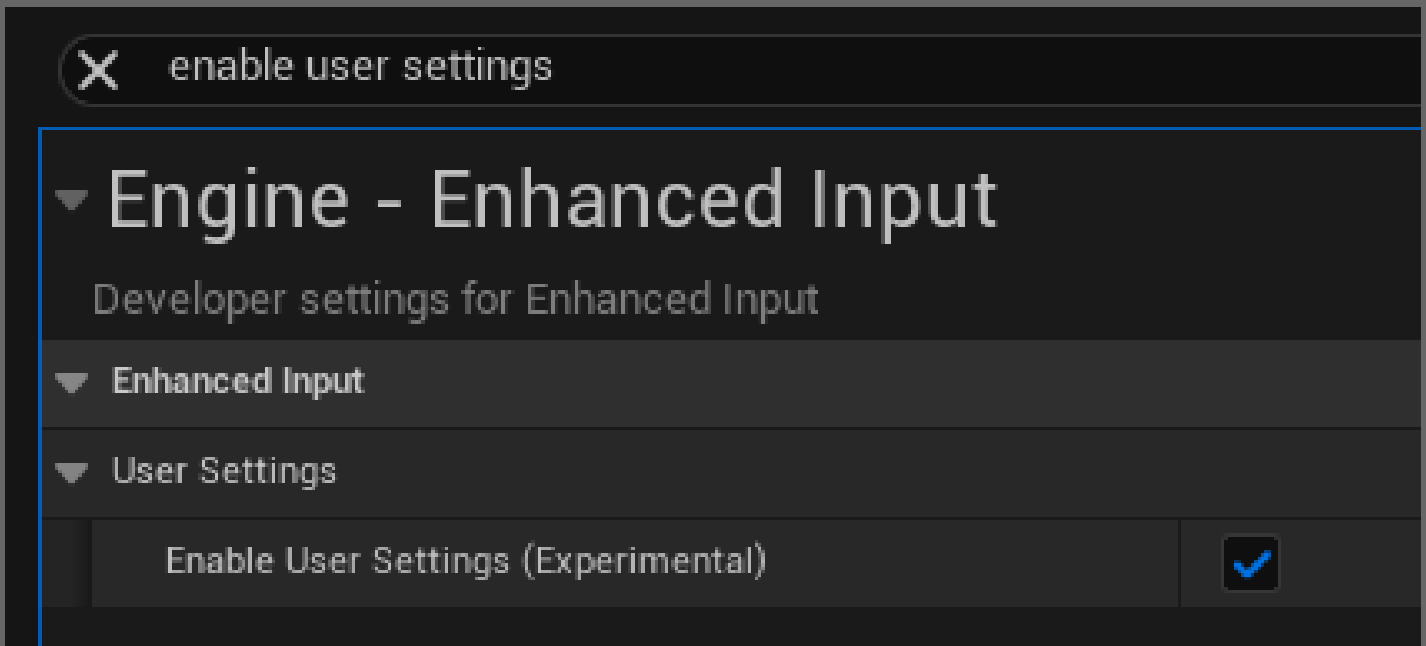 enable user settings
Engine - Enhanced Input
Developer settings for Enhanced Input
Enhanced Input
User Settings
Enable User Settings (Experimental)